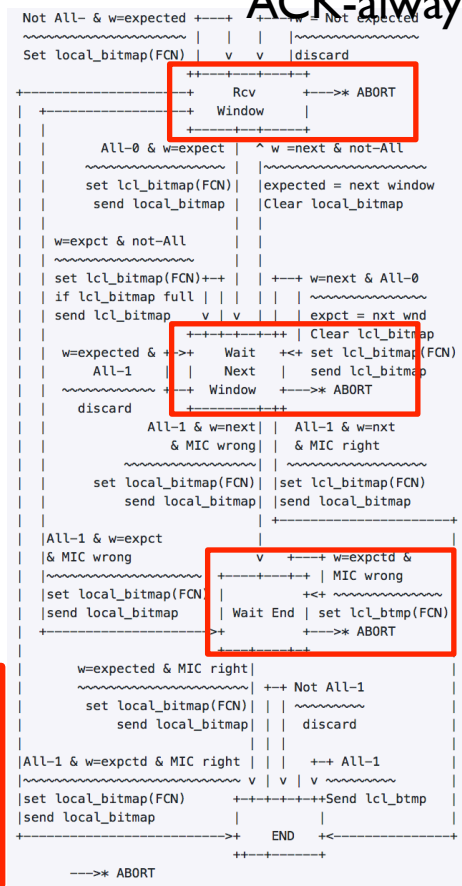 ACK-alway
Not All- & w=expected +---+   +---+w = Not expected
~~~~~~~~~~~~~~~~~~~~~ |   |   |   |~~~~~~~~~~~~~~~~
Set local_bitmap(FCN) |   v   v   |discard
++---+---+---+-+
+---------------------+     Rcv       +--->* ABORT
|  +------------------+   Window      |
|  |                  +-----+--+-----+
|  |       All-0 & w=expect |  ^ w =next & not-All
|  |     ~~~~~~~~~~~~~~~~~~ |  |~~~~~~~~~~~~~~~~~~~~~
|  |     set lcl_bitmap(FCN)|  |expected = next window
|  |      send local_bitmap |  |Clear local_bitmap
|  |                        |  |
|  | w=expct & not-All      |  |
|  | ~~~~~~~~~~~~~~~~~~     |  |
|  | set lcl_bitmap(FCN)+-+ |  | +--+ w=next & All-0
|  | if lcl_bitmap full | | |  | |  | ~~~~~~~~~~~~~~~
|  | send lcl_bitmap    v | v  | |  | expct = nxt wnd
|  |                  +-+-+-+--+-++ | Clear lcl_bitmap
|  |  w=expected & +->+    Wait   +<+ set lcl_bitmap(FCN)
|  |     All-1     |  |    Next   |   send lcl_bitmap
|  | ~~~~~~~~~~~~~ +--+  Window   +--->* ABORT
|  |    discard       +--------+-++
|  |            All-1 & w=next| |  All-1 & w=nxt
|  |               & MIC wrong| |  & MIC right
|  |          ~~~~~~~~~~~~~~~~| | ~~~~~~~~~~~~~~~~~~
|  |      set local_bitmap(FCN)| |set lcl_bitmap(FCN)
|  |         send local_bitmap| |send local_bitmap
|  |                          | +----------------------+
|  |All-1 & w=expct           |                        |
|  |& MIC wrong               v   +---+ w=expctd &     |
|  |~~~~~~~~~~~~~~~~~~~~ +----+---+-+ | MIC wrong      |
|  |set local_bitmap(FCN) |          +<+ ~~~~~~~~~~~~~~ |
|  |send local_bitmap     | Wait End | set lcl_btmp(FCN)|
|  +--------------------->+          +--->* ABORT      |
|                         +---+----+-+                 |
|       w=expected & MIC right|                        |
|       ~~~~~~~~~~~~~~~~~~~~~~| +-+ Not All-1          |
|        set local_bitmap(FCN)| | | ~~~~~~~~~          |
|            send local_bitmap| | |  discard           |
|                             | | |                    |
|All-1 & w=expctd & MIC right | | |   +-+ All-1        |
|~~~~~~~~~~~~~~~~~~~~~~~~~~~~ v | v | v ~~~~~~~~~      |
|set local_bitmap(FCN)      +-+-+-+-+-++Send lcl_btmp  |
|send local_bitmap          |         |                |
+-------------------------->+   END   +<---------------+
++--+------+
--->* ABORT